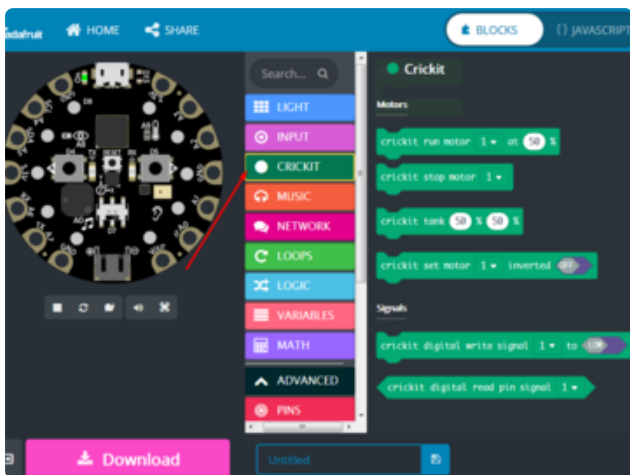 adafruit HOME SHARE BLOCKS {} JAVASCRIPT
Search...
LIGHT
INPUT
CRICKIT
MUSIC
NETWORK
LOOPS
LOGIC
VARIABLES
MATH
ADVANCED
PINS
Crickit
Motors
crickit run motor 1 at 50 %
crickit stop motor 1
crickit tank 50 % 50 %
crickit set motor 1 inverted OFF
Signals
crickit digital write signal 1 to LOW
crickit digital read pin signal 1
Download
Untitled